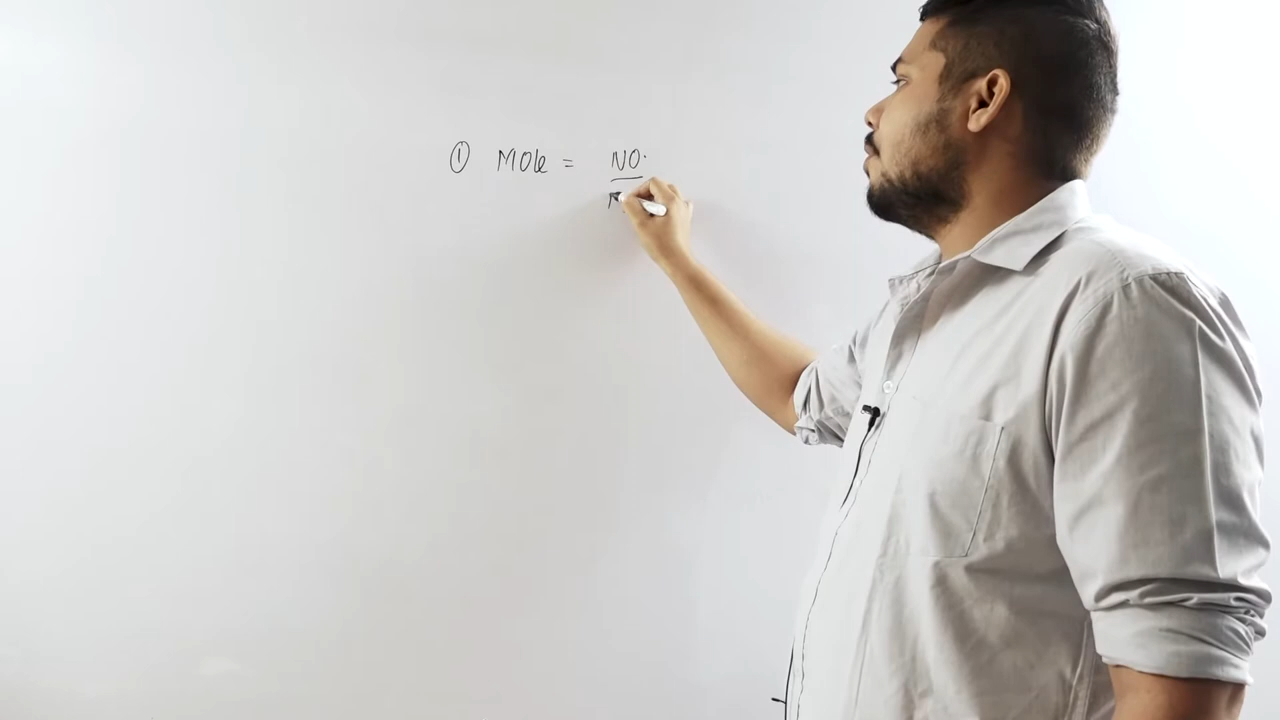 ① Mole = NO.